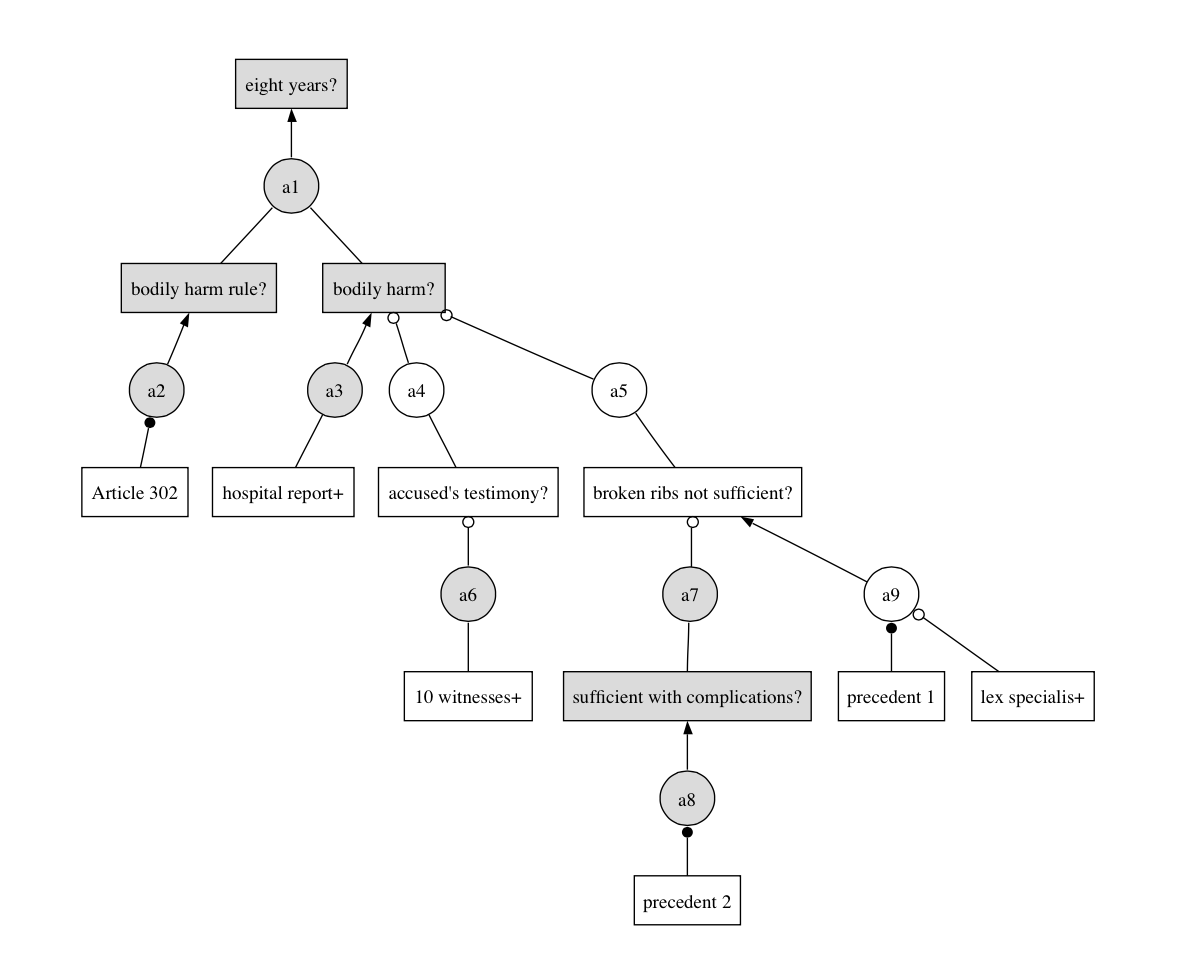 eight years?
a1
bodily harm rule?
bodily harm?
a2
a3
a4
a5
Article 302
hospital report+
accused's testimony?
broken ribs not sufficient?
a6
a7
a9
10 witnesses+
sufficient with complications?
precedent 1
lex specialis+
a8
precedent 2